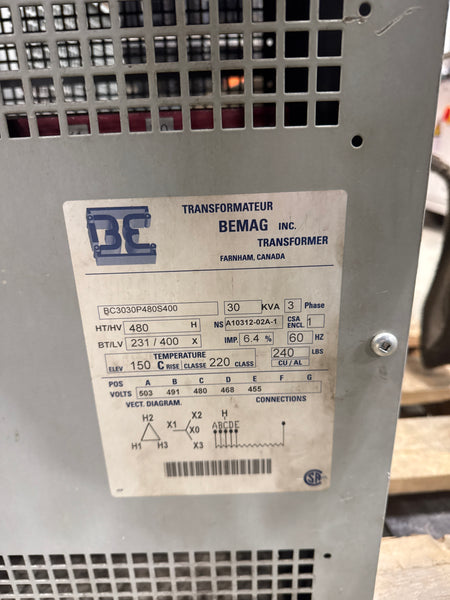 BE
TRANSFORMATEUR
BEMAG INC.
TRANSFORMER
FARNHAM, CANADA
BC3030P480S400 30 KVA 3 Phase
HT/HV 480 H NS A10312-02A-1 CSA ENCL. 1
BT/LV 231 / 400 X IMP. 6.4 % 60 HZ
TEMPERATURE 240 LBS
ELEV 150 C RISE CLASSE 220 CLASS CU / AL
POS A B C D E F G
VOLTS 503 491 480 468 455
VECT. DIAGRAM. CONNECTIONS
H2 X2 H
X1 X0 ABCDE
H1 H3 X3